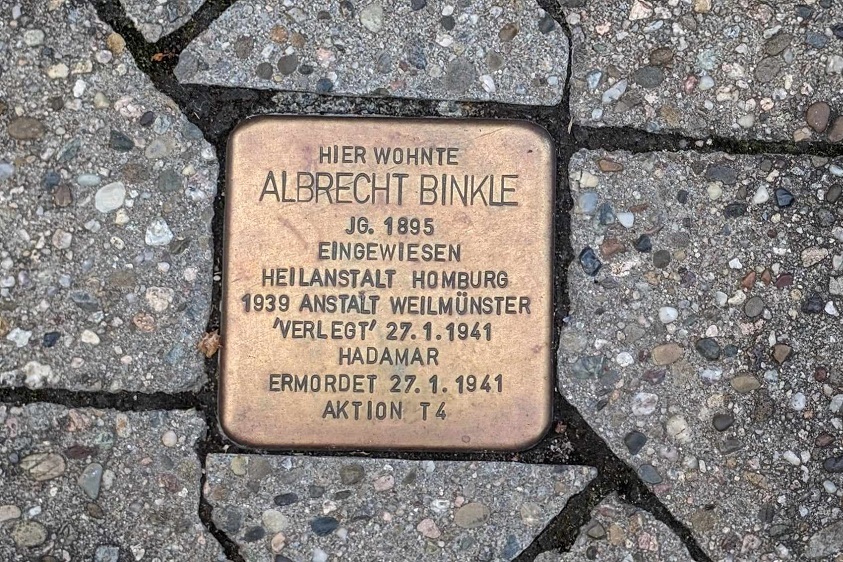 HIER WOHNTE
ALBRECHT BINKLE
JG. 1895
EINGEWIESEN
HEILANSTALT HOMBURG
1939 ANSTALT WEILMÜNSTER
'VERLEGT' 27.1.1941
HADAMAR
ERMORDET 27.1.1941
AKTION T4